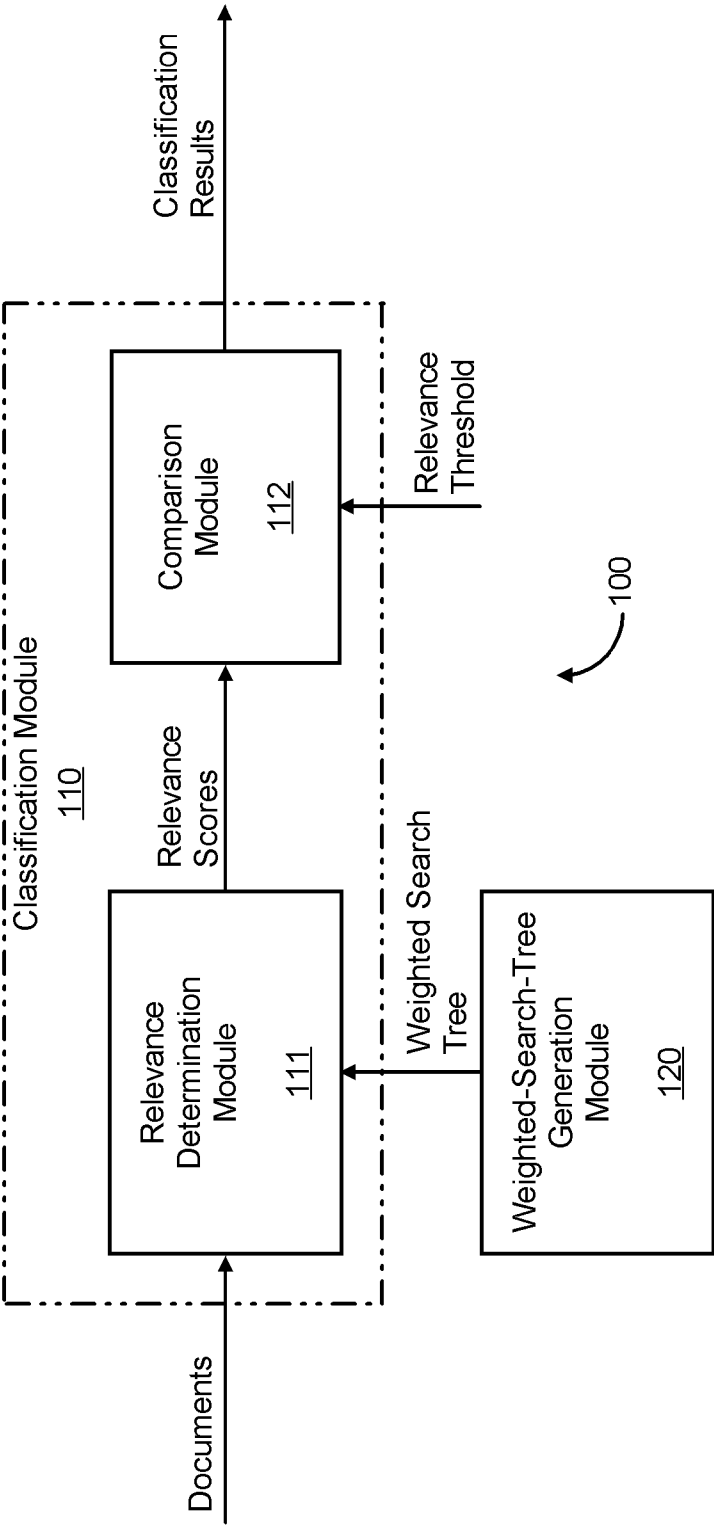 Classification Module
110
Documents
Relevance
Determination
Module
111
Relevance
Scores
Comparison
Module
112
Classification
Results
Weighted Search
Tree
Relevance
Threshold
Weighted-Search-Tree
Generation
Module
120
100